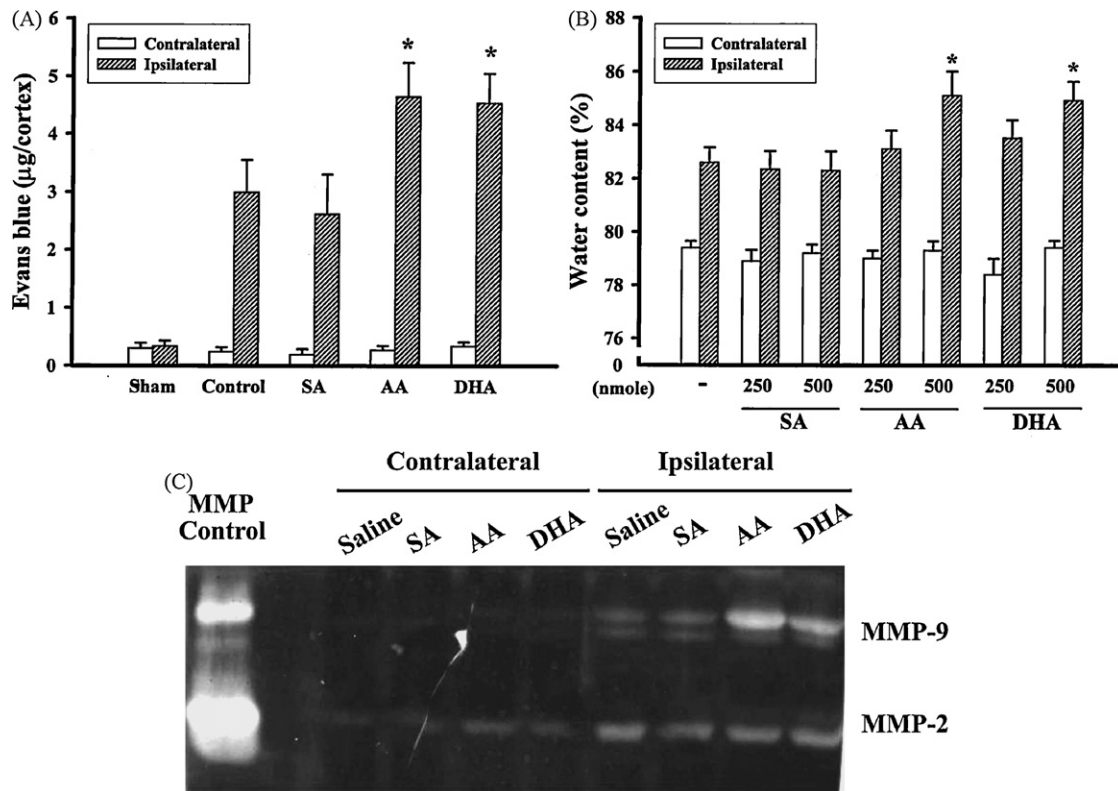 (A)
6
5
4
3
2
1
0
Evans blue (µg/cortex)
Contralateral
Ipsilateral
*
*
Sham Control SA AA DHA
(B)
88
86
84
82
80
78
76
0
Water content (%)
Contralateral
Ipsilateral
*
*
(nmole) - 250 500 250 500 250 500
SA AA DHA
(C)
Contralateral Ipsilateral
MMP
Control
Saline SA AA DHA Saline SA AA DHA
MMP-9
MMP-2